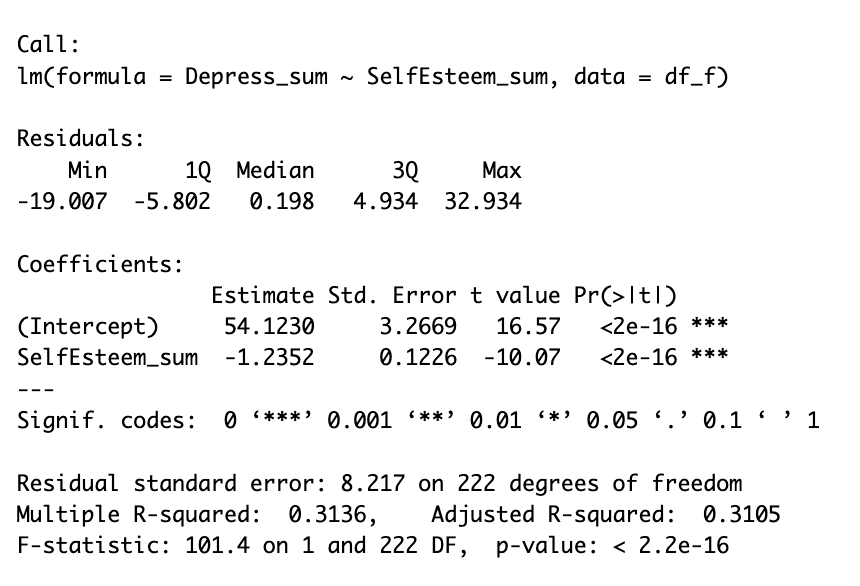 Call:
lm(formula = Depress_sum ~ SelfEsteem_sum, data = df_f)
Residuals:
    Min      1Q  Median      3Q     Max
-19.007  -5.802   0.198   4.934  32.934
Coefficients:
               Estimate Std. Error t value Pr(>|t|)
(Intercept)     54.1230     3.2669   16.57   <2e-16 ***
SelfEsteem_sum  -1.2352     0.1226  -10.07   <2e-16 ***
---
Signif. codes:  0 ‘***’ 0.001 ‘**’ 0.01 ‘*’ 0.05 ‘.’ 0.1 ‘ ’ 1
Residual standard error: 8.217 on 222 degrees of freedom
Multiple R-squared:  0.3136,    Adjusted R-squared:  0.3105
F-statistic: 101.4 on 1 and 222 DF,  p-value: < 2.2e-16